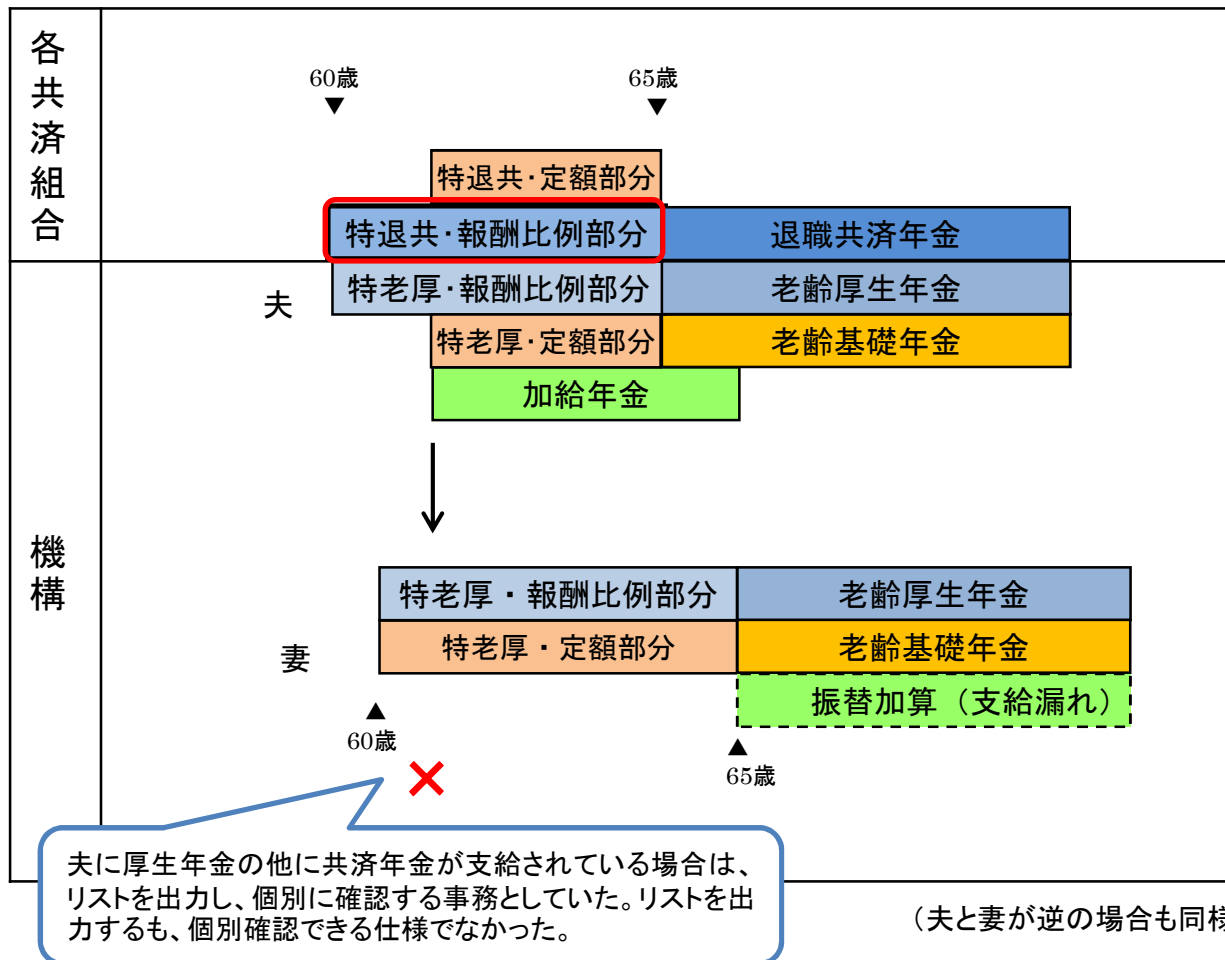 各共済組合
60歳
65歳
▼
▼
特退共・定額部分
特退共・報酬比例部分
退職共済年金
機構
夫
特老厚・報酬比例部分
老齢厚生年金
特老厚・定額部分
老齢基礎年金
加給年金
妻
特老厚・報酬比例部分
老齢厚生年金
特老厚・定額部分
老齢基礎年金
振替加算（支給漏れ）
▲
60歳
▲
65歳
夫に厚生年金の他に共済年金が支給されている場合は、
リストを出力し、個別に確認する事務としていた。リストを出
力するも、個別確認できる仕様でなかった。
（夫と妻が逆の場合も同様